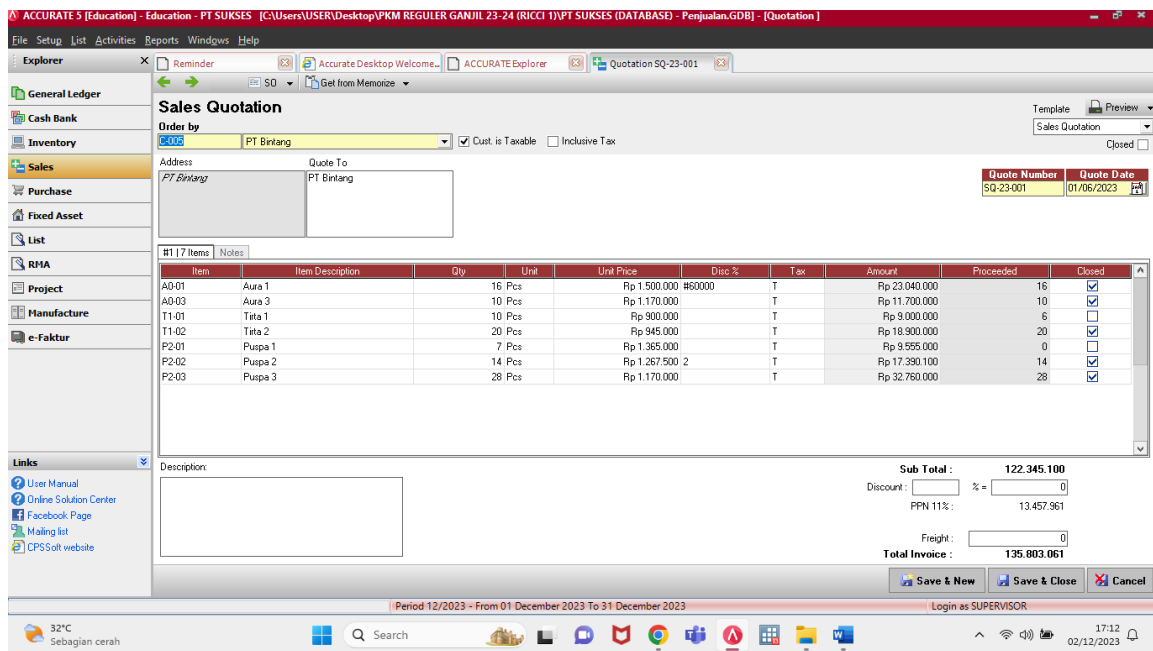 ACCURATE 5 [Education] - Education - PT SUKSES [C:\Users\USER\Desktop\PKM REGULER GANJIL 23-24 (RICCI 1)\PT SUKSES (DATABASE) - Penjualan.GDB] - [Quotation ]
File Setup List Activities Reports Windows Help
Explorer X
Reminder Accurate Desktop Welcome... ACCURATE Explorer Quotation SQ-23-001
SO Get from Memorize
General Ledger
Cash Bank
Inventory
Sales
Purchase
Fixed Asset
List
RMA
Project
Manufacture
e-Faktur
Sales Quotation
Template Preview
Sales Quotation
Closed
Order by
C-005 PT Bintang Cust. is Taxable Inclusive Tax
Address Quote To
PT Bintang PT Bintang
Quote Number Quote Date
SQ-23-001 01/06/2023
#1 | 7 Items Notes
Item Item Description Qty Unit Unit Price Disc % Tax Amount Proceeded Closed
A0-01 Aura 1 16 Pcs Rp 1.500.000 #60000 T Rp 23.040.000 16
A0-03 Aura 3 10 Pcs Rp 1.170.000 T Rp 11.700.000 10
T1-01 Tirta 1 10 Pcs Rp 900.000 T Rp 9.000.000 6
T1-02 Tirta 2 20 Pcs Rp 945.000 T Rp 18.900.000 20
P2-01 Puspa 1 7 Pcs Rp 1.365.000 T Rp 9.555.000 0
P2-02 Puspa 2 14 Pcs Rp 1.267.500 2 T Rp 17.390.100 14
P2-03 Puspa 3 28 Pcs Rp 1.170.000 T Rp 32.760.000 28
Links
User Manual
Online Solution Center
Facebook Page
Mailing list
CPSSoft website
Description:
Sub Total : 122.345.100
Discount : % = 0
PPN 11% : 13.457.961
Freight : 0
Total Invoice : 135.803.061
Save & New Save & Close Cancel
Period 12/2023 - From 01 December 2023 To 31 December 2023 Login as SUPERVISOR
32°C
Sebagian cerah
Search
17:12
02/12/2023